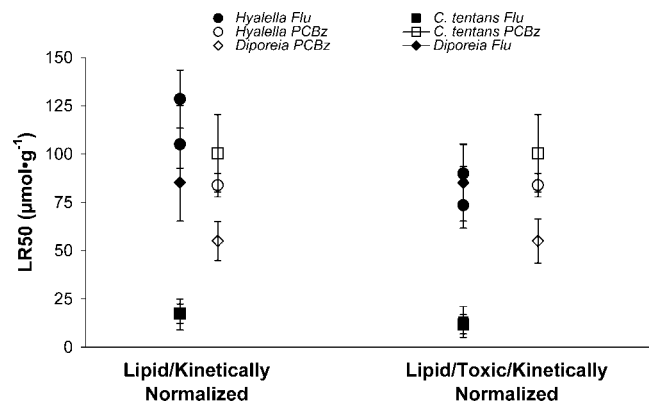 Hyalella Flu
C. tentans Flu
Hyalella PCBz
C. tentans PCBz
Diporeia PCBz
Diporeia Flu
LR50 (µmol•g⁻¹)
150
125
100
75
50
25
0
Lipid/Kinetically
Normalized
Lipid/Toxic/Kinetically
Normalized